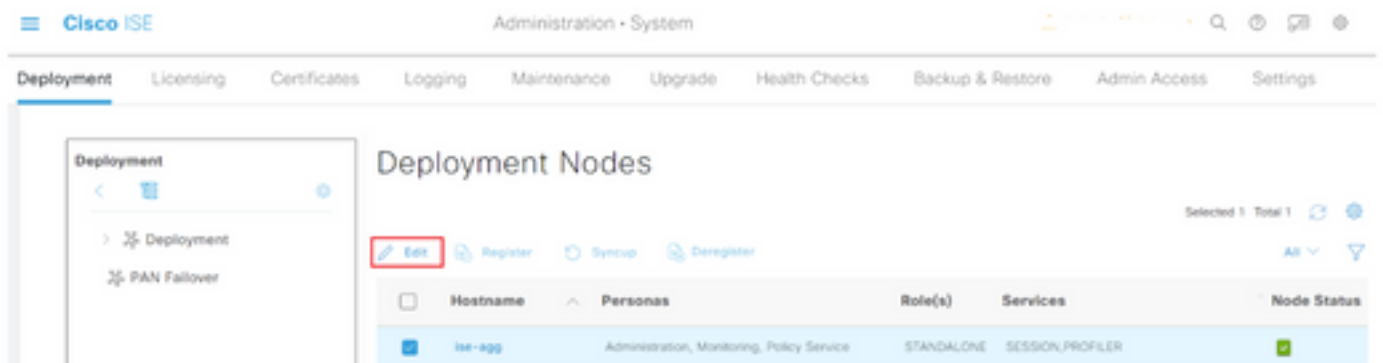 Cisco ISE
Administration · System
Deployment Licensing Certificates Logging Maintenance Upgrade Health Checks Backup & Restore Admin Access Settings
Deployment
Deployment
PAN Failover
Deployment Nodes
Selected 1 Total 1
Edit Register Syncup Deregister All
Hostname Personas Role(s) Services Node Status
ise-agg Administration, Monitoring, Policy Service STANDALONE SESSION,PROFILER